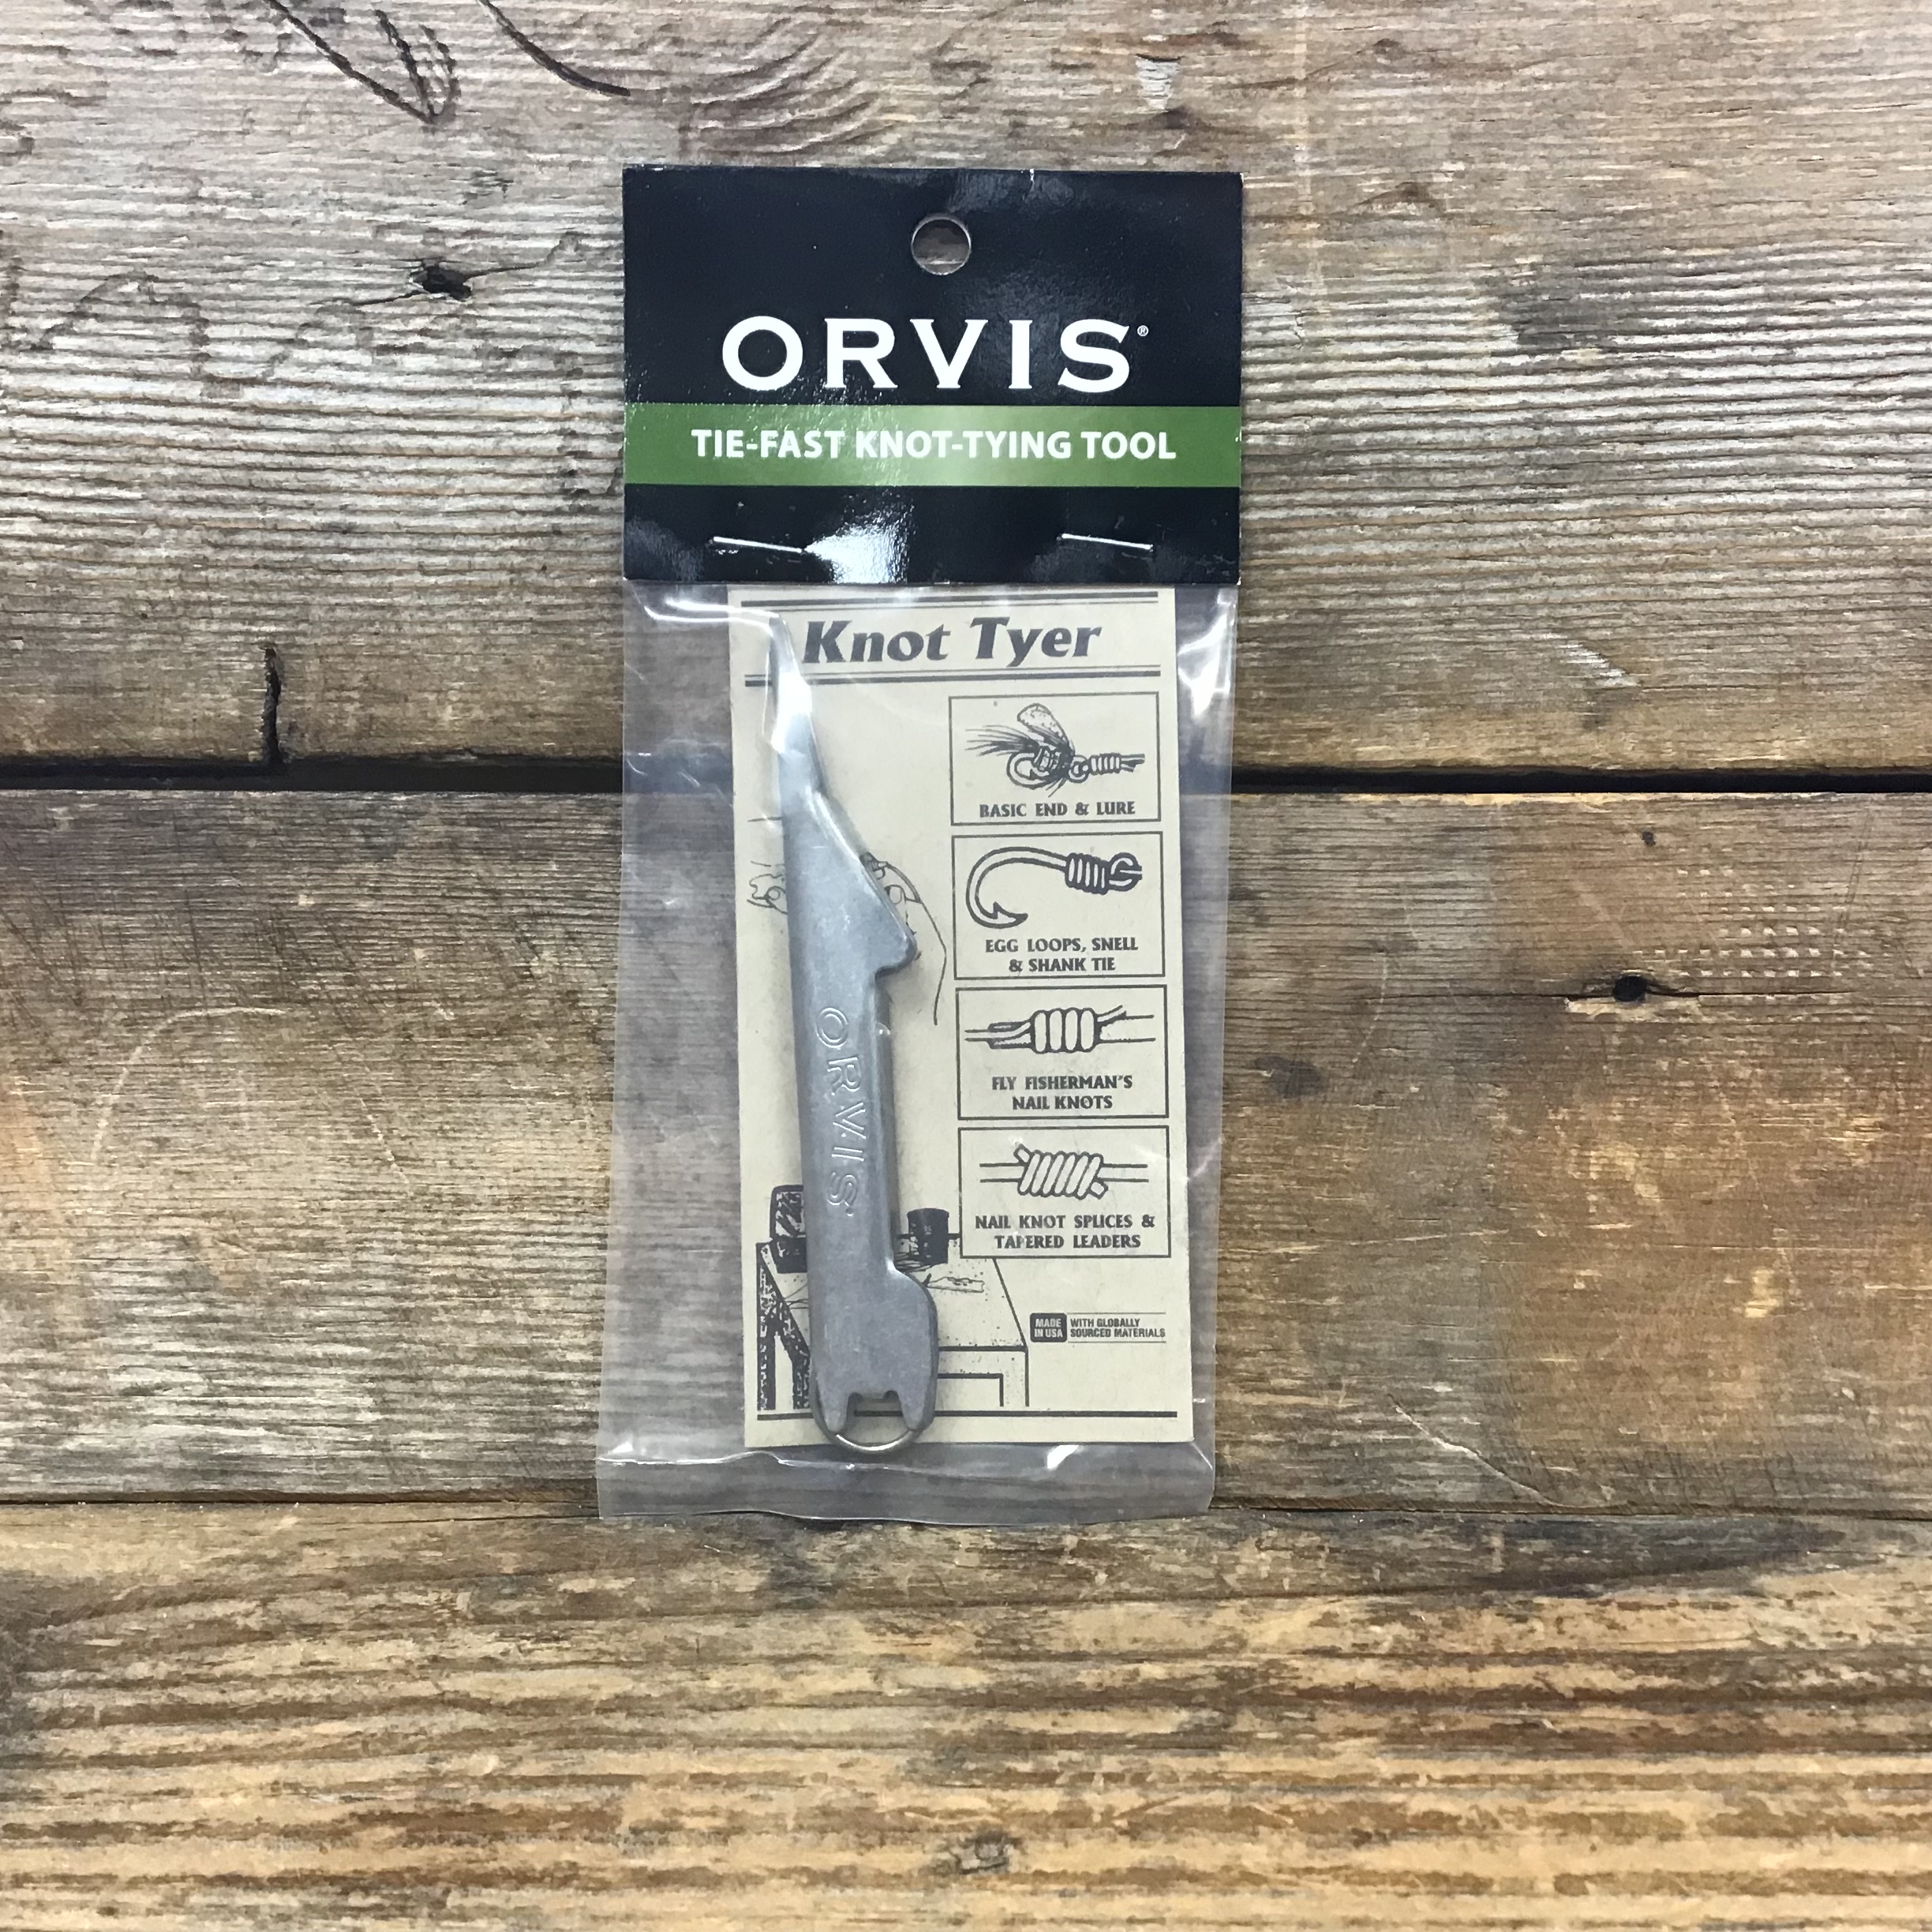 ORVIS®
TIE-FAST KNOT-TYING TOOL
Knot Tyer
BASIC END & LURE
EGG LOOPS, SNELL
& SHANK TIE
FLY FISHERMAN'S
NAIL KNOTS
NAIL KNOT SPLICES &
TAPERED LEADERS
MADE
IN USA
WITH GLOBALLY
SOURCED MATERIALS
ORVIS